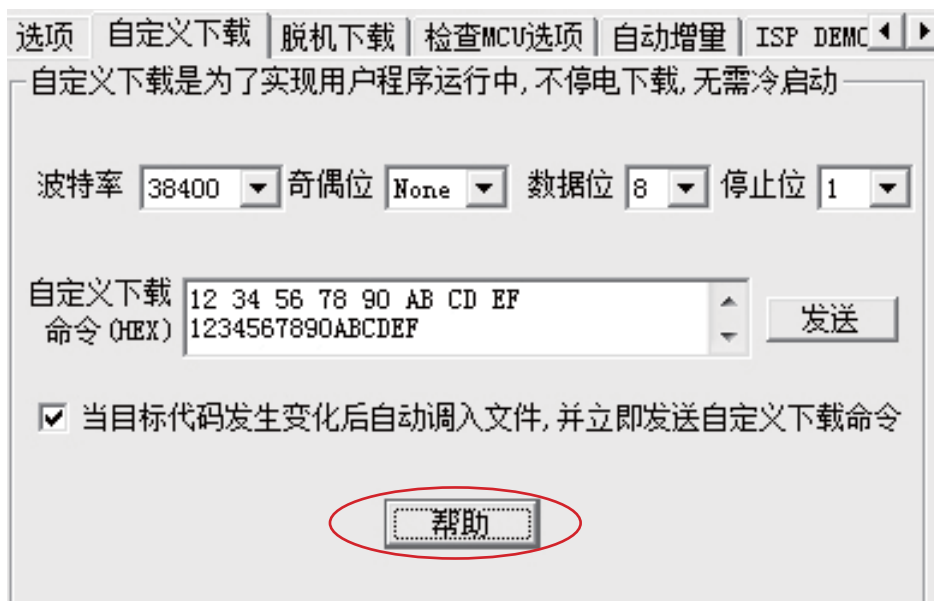 选项 自定义下载 脱机下载 检查MCU选项 自动增量 ISP DEMC
自定义下载是为了实现用户程序运行中,不停电下载,无需冷启动
波特率 38400 奇偶位 None 数据位 8 停止位 1
自定义下载 12 34 56 78 90 AB CD EF
命令(HEX) 1234567890ABCDEF 发送
当目标代码发生变化后自动调入文件,并立即发送自定义下载命令
帮助